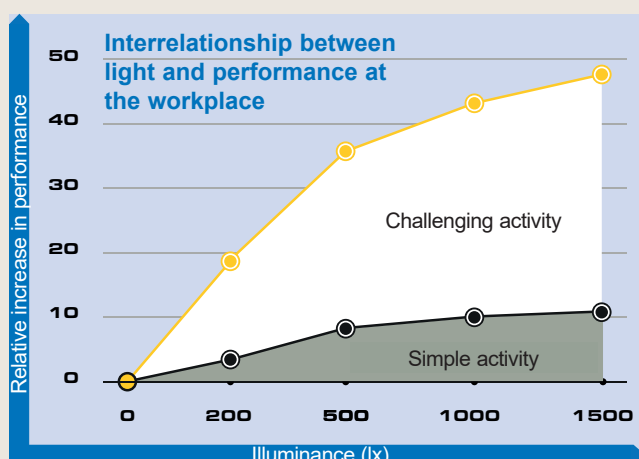 Interrelationship between
light and performance at
the workplace
Relative increase in performance
50
40
30
20
10
0
Challenging activity
Simple activity
0 200 500 1000 1500
Illuminance (lx)